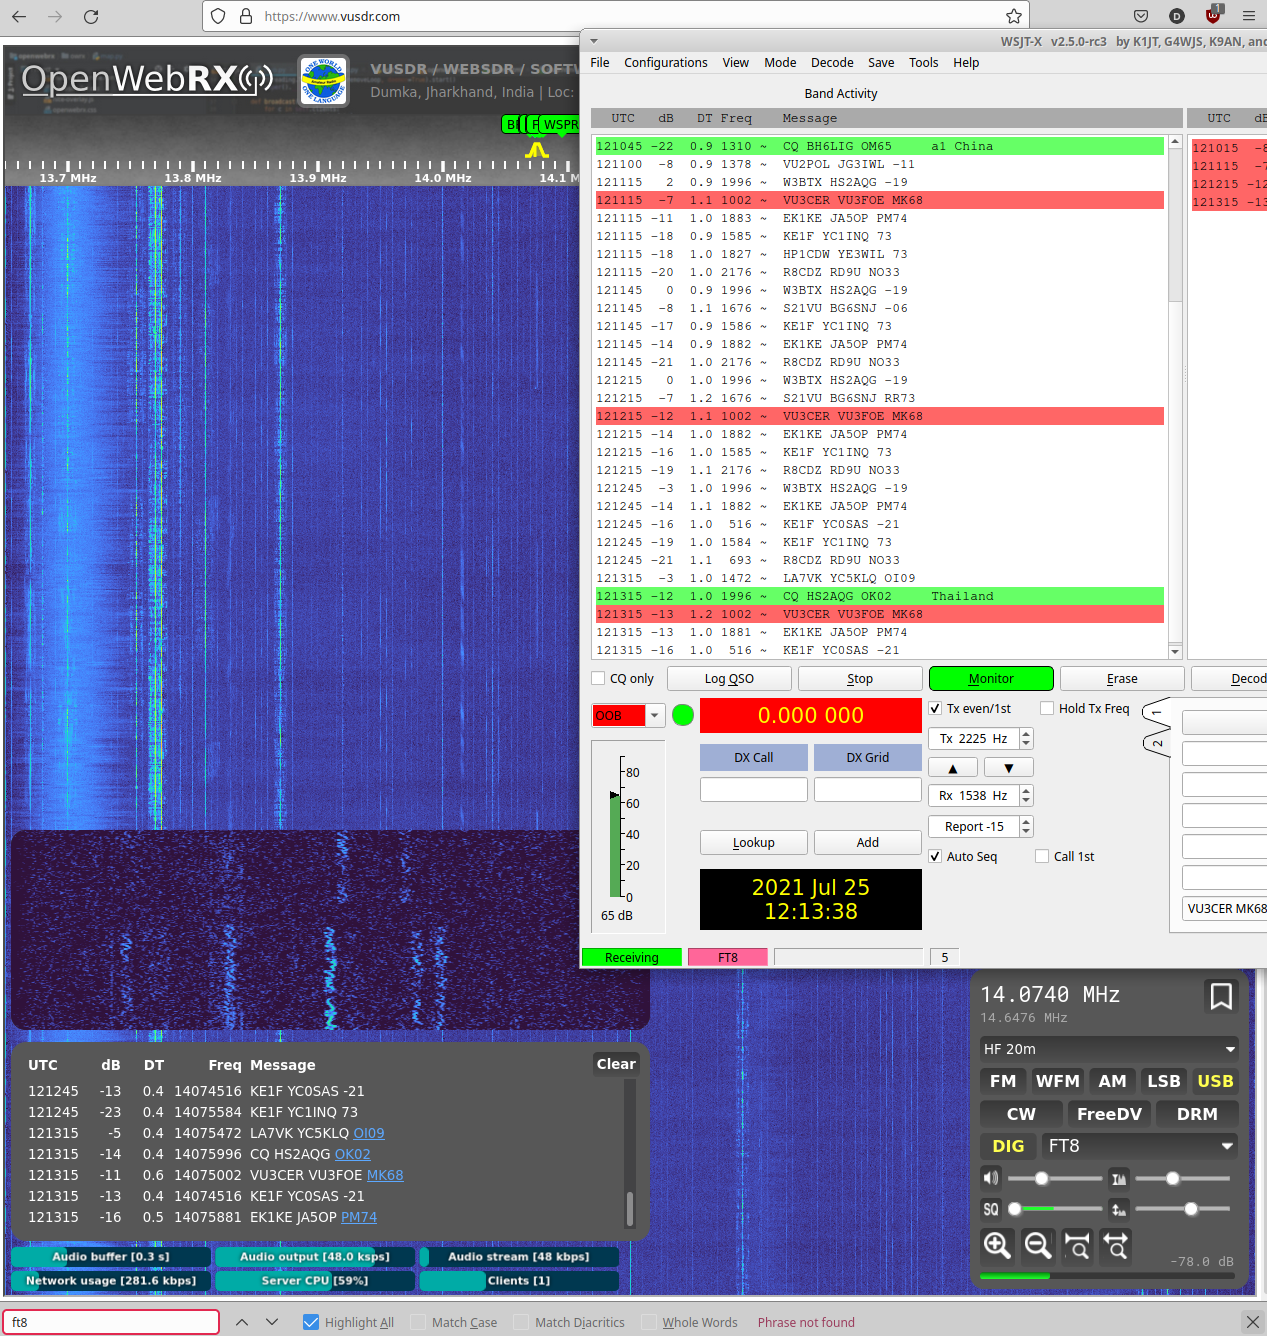 https://www.vusdr.com
D
1
OpenWebRX
ONE WORLD
ONE LANGUAGE
VUSDR / WEBSDR / SOFTW
Dumka, Jharkhand, India | Loc:
WSPR
13.7 MHz 13.8 MHz 13.9 MHz 14.0 MHz 14.1 M
WSJT-X v2.5.0-rc3 by K1JT, G4WJS, K9AN, and
File Configurations View Mode Decode Save Tools Help
Band Activity
UTC dB DT Freq Message UTC dB
121045 -22 0.9 1310 ~ CQ BH6LIG OM65 a1 China
121100 -8 0.9 1378 ~ VU2POL JG3IWL -11
121115 2 0.9 1996 ~ W3BTX HS2AQG -19
121115 -7 1.1 1002 ~ VU3CER VU3FOE MK68
121115 -11 1.0 1883 ~ EK1KE JA5OP PM74
121115 -18 0.9 1585 ~ KE1F YC1INQ 73
121115 -18 1.0 1827 ~ HP1CDW YE3WIL 73
121115 -20 1.0 2176 ~ R8CDZ RD9U NO33
121145 0 0.9 1996 ~ W3BTX HS2AQG -19
121145 -8 1.1 1676 ~ S21VU BG6SNJ -06
121145 -17 0.9 1586 ~ KE1F YC1INQ 73
121145 -14 0.9 1882 ~ EK1KE JA5OP PM74
121145 -21 1.0 2176 ~ R8CDZ RD9U NO33
121215 0 1.0 1996 ~ W3BTX HS2AQG -19
121215 -7 1.2 1676 ~ S21VU BG6SNJ RR73
121215 -12 1.1 1002 ~ VU3CER VU3FOE MK68
121215 -14 1.0 1882 ~ EK1KE JA5OP PM74
121215 -16 1.0 1585 ~ KE1F YC1INQ 73
121215 -19 1.1 2176 ~ R8CDZ RD9U NO33
121245 -3 1.0 1996 ~ W3BTX HS2AQG -19
121245 -14 1.1 1882 ~ EK1KE JA5OP PM74
121245 -16 1.0 516 ~ KE1F YC0SAS -21
121245 -19 1.0 1584 ~ KE1F YC1INQ 73
121245 -21 1.1 693 ~ R8CDZ RD9U NO33
121315 -3 1.0 1472 ~ LA7VK YC5KLQ OI09
121315 -12 1.0 1996 ~ CQ HS2AQG OK02 Thailand
121315 -13 1.2 1002 ~ VU3CER VU3FOE MK68
121315 -13 1.0 1881 ~ EK1KE JA5OP PM74
121315 -16 1.0 516 ~ KE1F YC0SAS -21
121015 -8
121115 -7
121215 -12
121315 -13
CQ only Log QSO Stop Monitor Erase Decod
OOB 0.000 000 Tx even/1st Hold Tx Freq 1
2
Tx 2225 Hz
DX Call DX Grid
▲ ▼
Rx 1538 Hz
Report -15
Lookup Add
Auto Seq Call 1st
80
60
40
20
0
65 dB
2021 Jul 25
12:13:38
VU3CER MK68
Receiving FT8 5
14.0740 MHz
14.6476 MHz
HF 20m
FM WFM AM LSB USB
CW FreeDV DRM
DIG FT8
SQ
-78.0 dB
UTC dB DT Freq Message Clear
121245 -13 0.4 14074516 KE1F YC0SAS -21
121245 -23 0.4 14075584 KE1F YC1INQ 73
121315 -5 0.4 14075472 LA7VK YC5KLQ OI09
121315 -14 0.4 14075996 CQ HS2AQG OK02
121315 -11 0.6 14075002 VU3CER VU3FOE MK68
121315 -13 0.4 14074516 KE1F YC0SAS -21
121315 -16 0.5 14075881 EK1KE JA5OP PM74
Audio buffer [0.3 s] Audio output [48.0 ksps] Audio stream [48 kbps]
Network usage [281.6 kbps] Server CPU [59%] Clients [1]
ft8 Highlight All Match Case Match Diacritics Whole Words Phrase not found